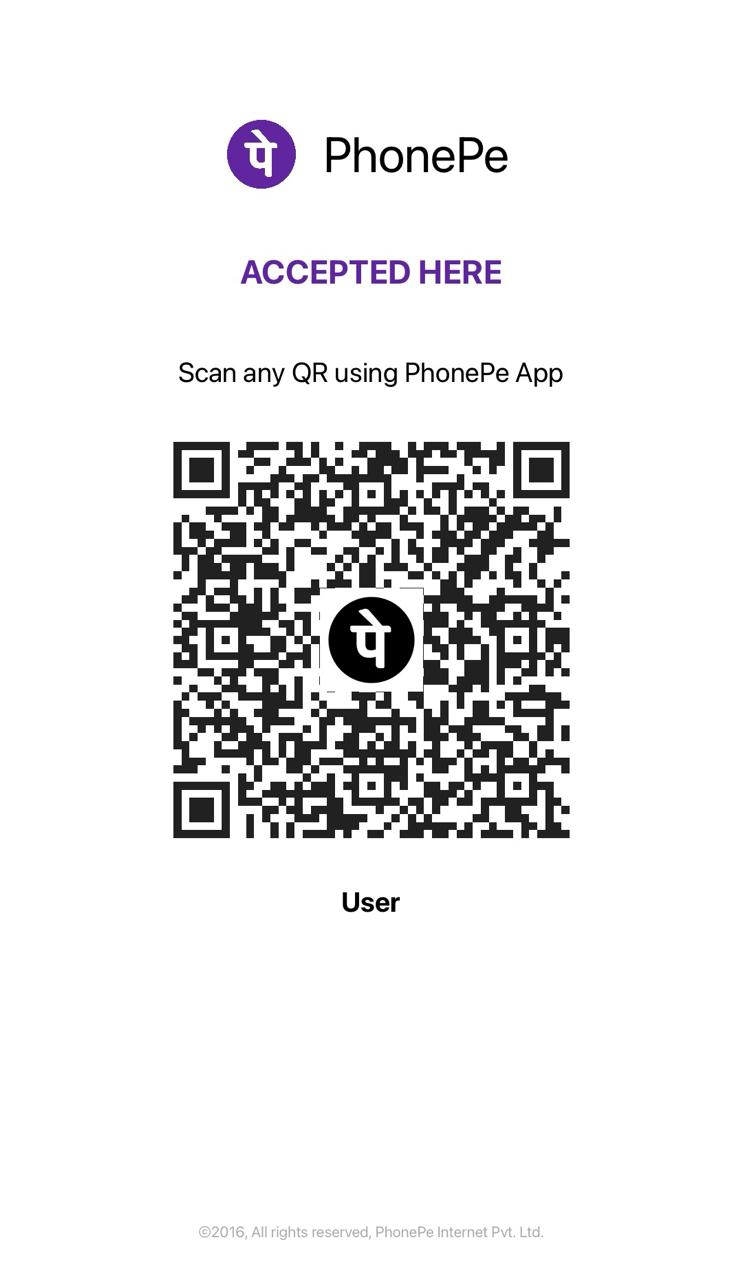 पे PhonePe
ACCEPTED HERE
Scan any QR using PhonePe App
पे
User
©2016, All rights reserved, PhonePe Internet Pvt. Ltd.